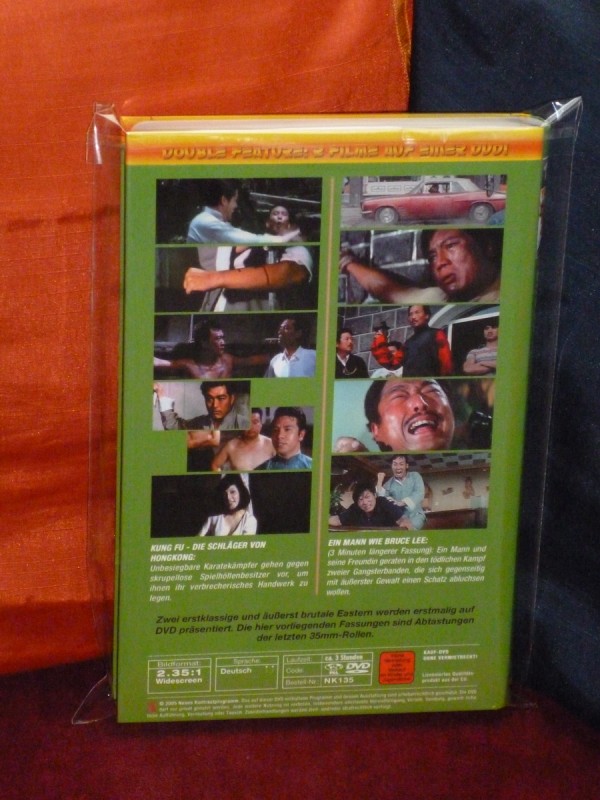 DOUBLE FEATURE: 2 FILME AUF EINER DVD!
KUNG FU - DIE SCHLÄGER VON
HONGKONG:
Unbesiegbare Karatekämpfer gehen gegen
skrupellose Spielhöllenbesitzer vor, um
ihnen ihr verbrecherisches Handwerk zu
legen.
EIN MANN WIE BRUCE LEE:
(3 Minuten längerer Fassung): Ein Mann und
seine Freundin geraten in den tödlichen Kampf
zweier Gangsterbanden, die sich gegenseitig
mit äußerster Gewalt einen Schatz abluchsen
wollen.
Zwei erstklassige und äußerst brutale Eastern werden erstmalig auf
DVD präsentiert. Die hier vorliegenden Fassungen sind Abtastungen
der letzten 35mm-Rollen.
Bildformat:
2.35:1
Widescreen
Sprache:
Deutsch
Laufzeit: ca. 3 Stunden
Code:
DVD
Bestell-Nr. NK135
KAUF-DVD